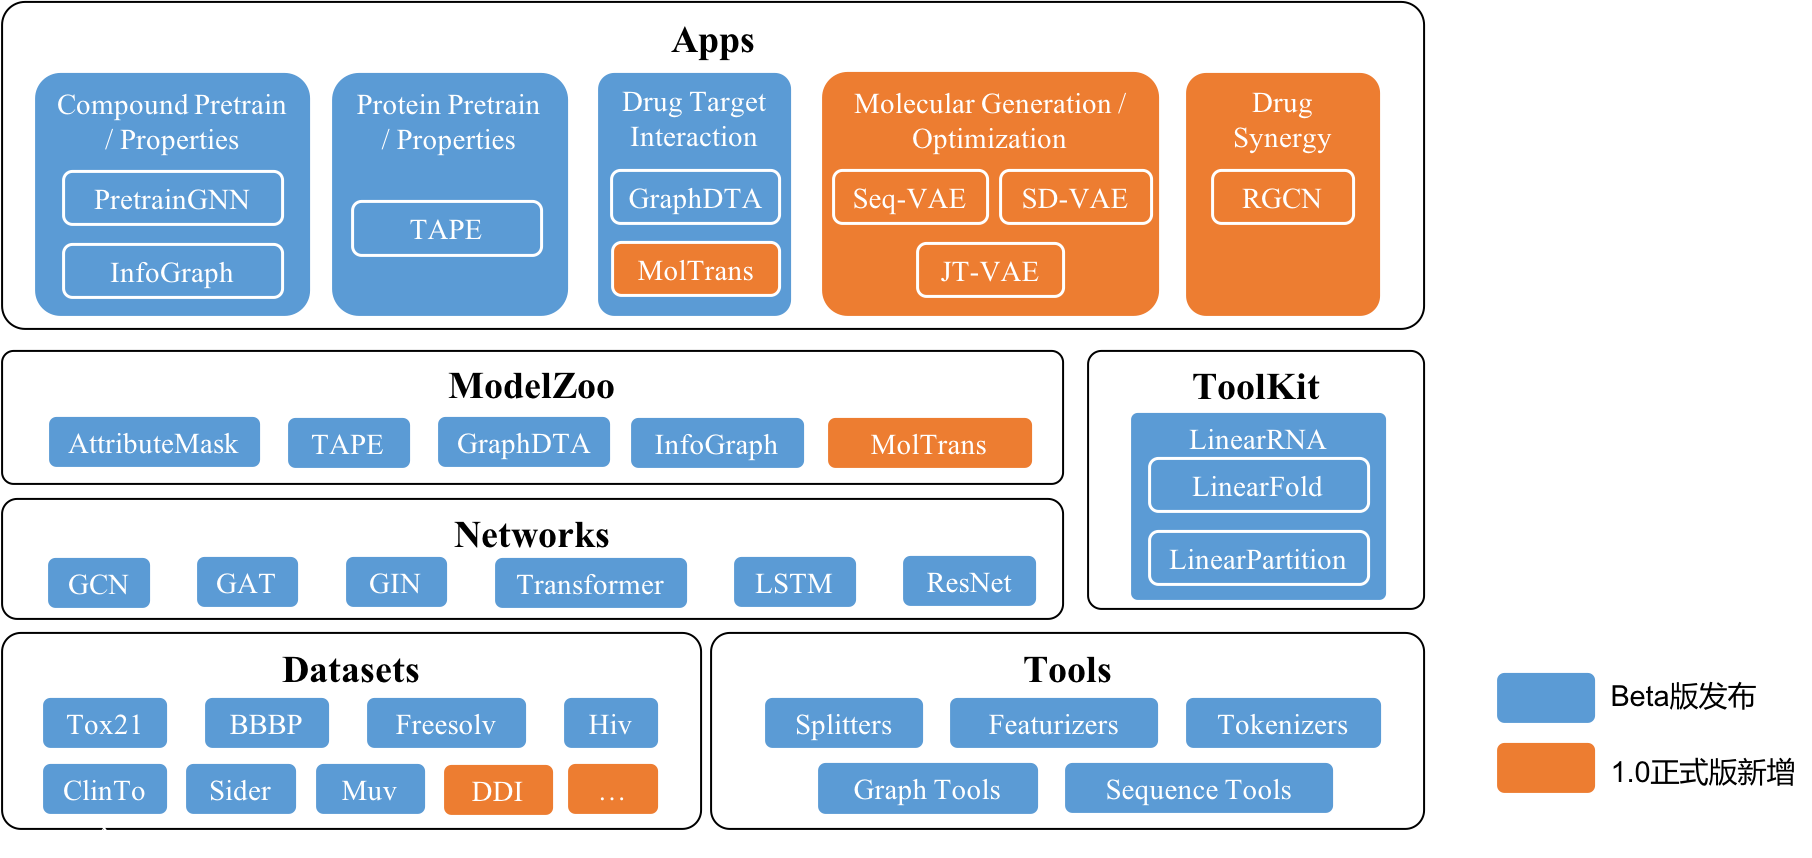 Apps
Compound Pretrain
/ Properties
PretrainGNN
InfoGraph
Protein Pretrain
/ Properties
TAPE
Drug Target
Interaction
GraphDTA
MolTrans
Molecular Generation /
Optimization
Seq-VAE
SD-VAE
JT-VAE
Drug
Synergy
RGCN
ModelZoo
AttributeMask
TAPE
GraphDTA
InfoGraph
MolTrans
ToolKit
LinearRNA
LinearFold
LinearPartition
Networks
GCN
GAT
GIN
Transformer
LSTM
ResNet
Datasets
Tox21
BBBP
Freesolv
Hiv
ClinTo
Sider
Muv
DDI
…
Tools
Splitters
Featurizers
Tokenizers
Graph Tools
Sequence Tools
Beta版发布
1.0正式版新增